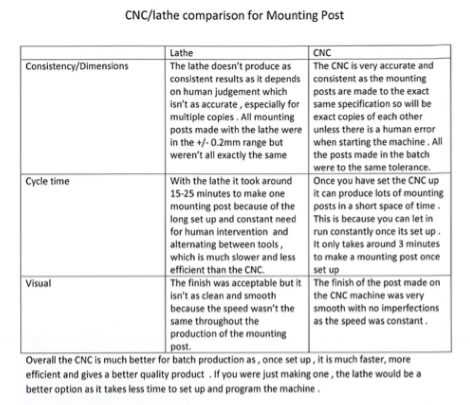 CNC/lathe comparison for Mounting Post
Lathe
CNC
Consistency/Dimensions
The lathe doesn't produce as
consistent results as it depends
on human judgement which
isn't as accurate , especially for
multiple copies . All mounting
posts made with the lathe were
in the +/- 0.2mm range but
weren't all exactly the same
The CNC is very accurate and
consistent as the mounting
posts are made to the exact
same specification so will be
exact copies of each other
unless there is a human error
when starting the machine . All
the posts made in the batch
were to the same tolerance.
Cycle time
With the lathe it took around
15-25 minutes to make one
mounting post because of the
long set up and constant need
for human intervention and
alternating between tools ,
which is much slower and less
efficient than the CNC.
Once you have set the CNC up
it can produce lots of mounting
posts in a short space of time .
This is because you can let in
run constantly once its set up .
It only takes around 3 minutes
to make a mounting post once
set up
Visual
The finish was acceptable but it
isn't as clean and smooth
because the speed wasn't the
same throughout the
production of the mounting
post.
The finish of the post made on
the CNC machine was very
smooth with no imperfections
as the speed was constant .
Overall the CNC is much better for batch production as , once set up , it is much faster, more
efficient and gives a better quality product . If you were just making one , the lathe would be a
better option as it takes less time to set up and program the machine .